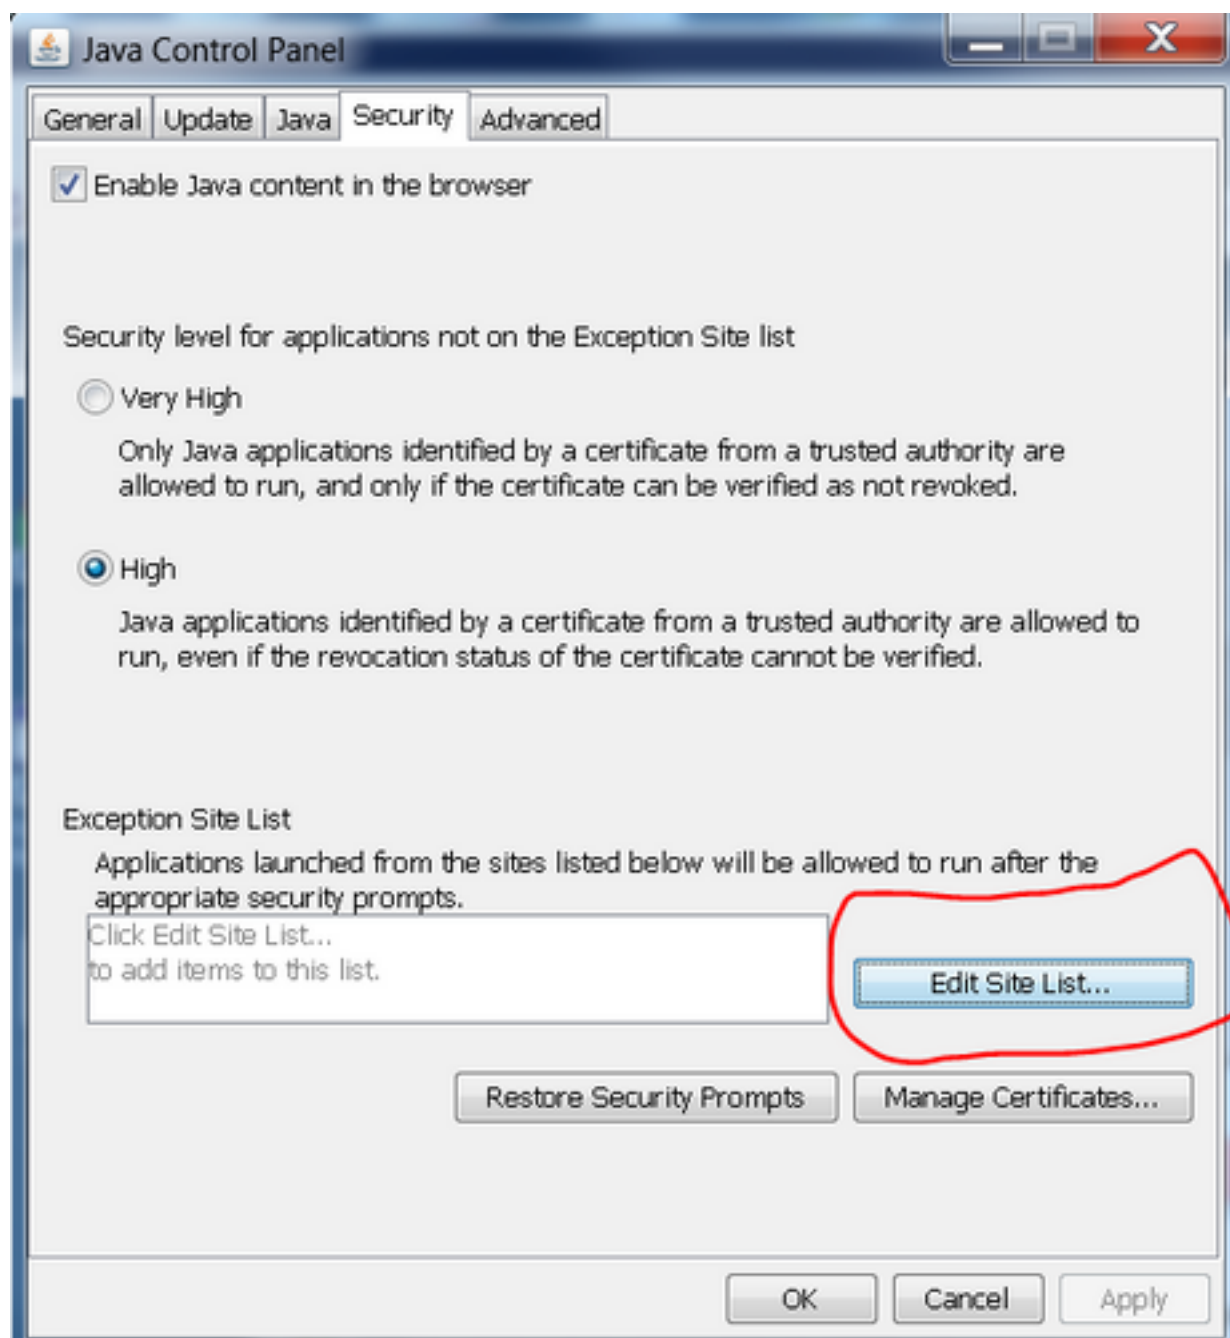 Java Control Panel
General Update Java Security Advanced
Enable Java content in the browser
Security level for applications not on the Exception Site list
Very High
Only Java applications identified by a certificate from a trusted authority are
allowed to run, and only if the certificate can be verified as not revoked.
High
Java applications identified by a certificate from a trusted authority are allowed to
run, even if the revocation status of the certificate cannot be verified.
Exception Site List
Applications launched from the sites listed below will be allowed to run after the
appropriate security prompts.
Click Edit Site List...
to add items to this list.
Edit Site List...
Restore Security Prompts Manage Certificates...
OK Cancel Apply